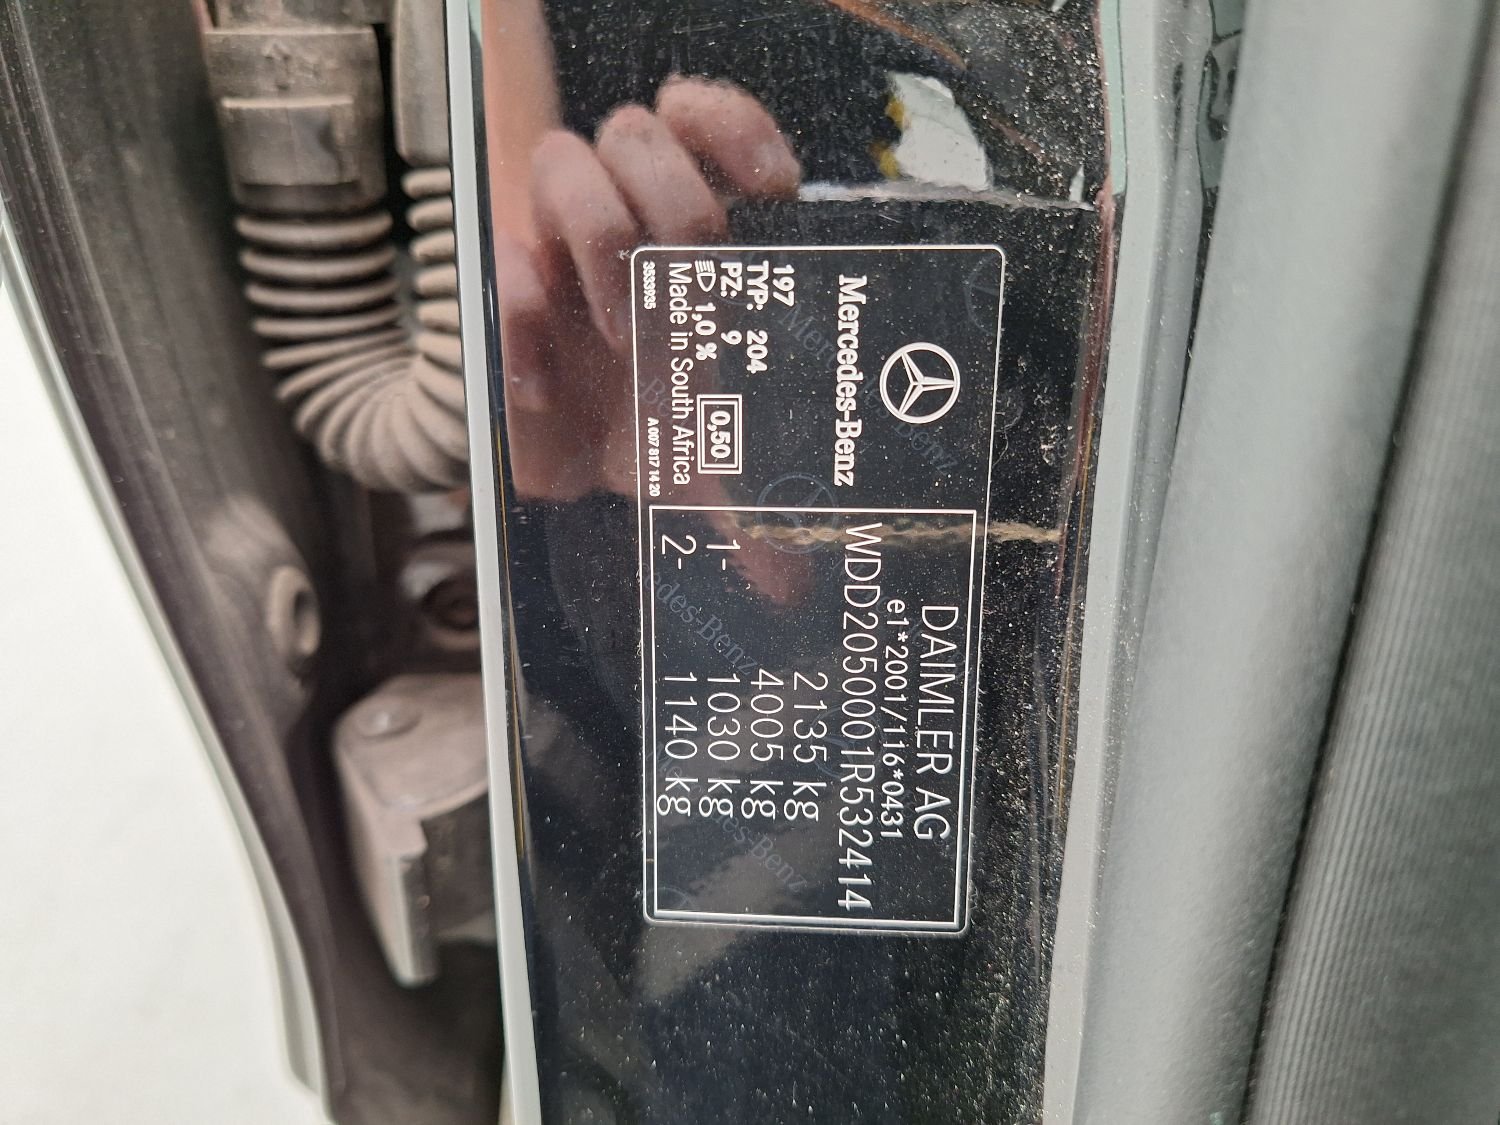 Mercedes-Benz
197
TYP: 204
PZ: 9
1,0 %
0,50
Made in South Africa
3533935
A 007 817 14 20
DAIMLER AG
e1*2001/116*0431
WDD2050001R532414
2135 kg
4005 kg
1- 1030 kg
2- 1140 kg